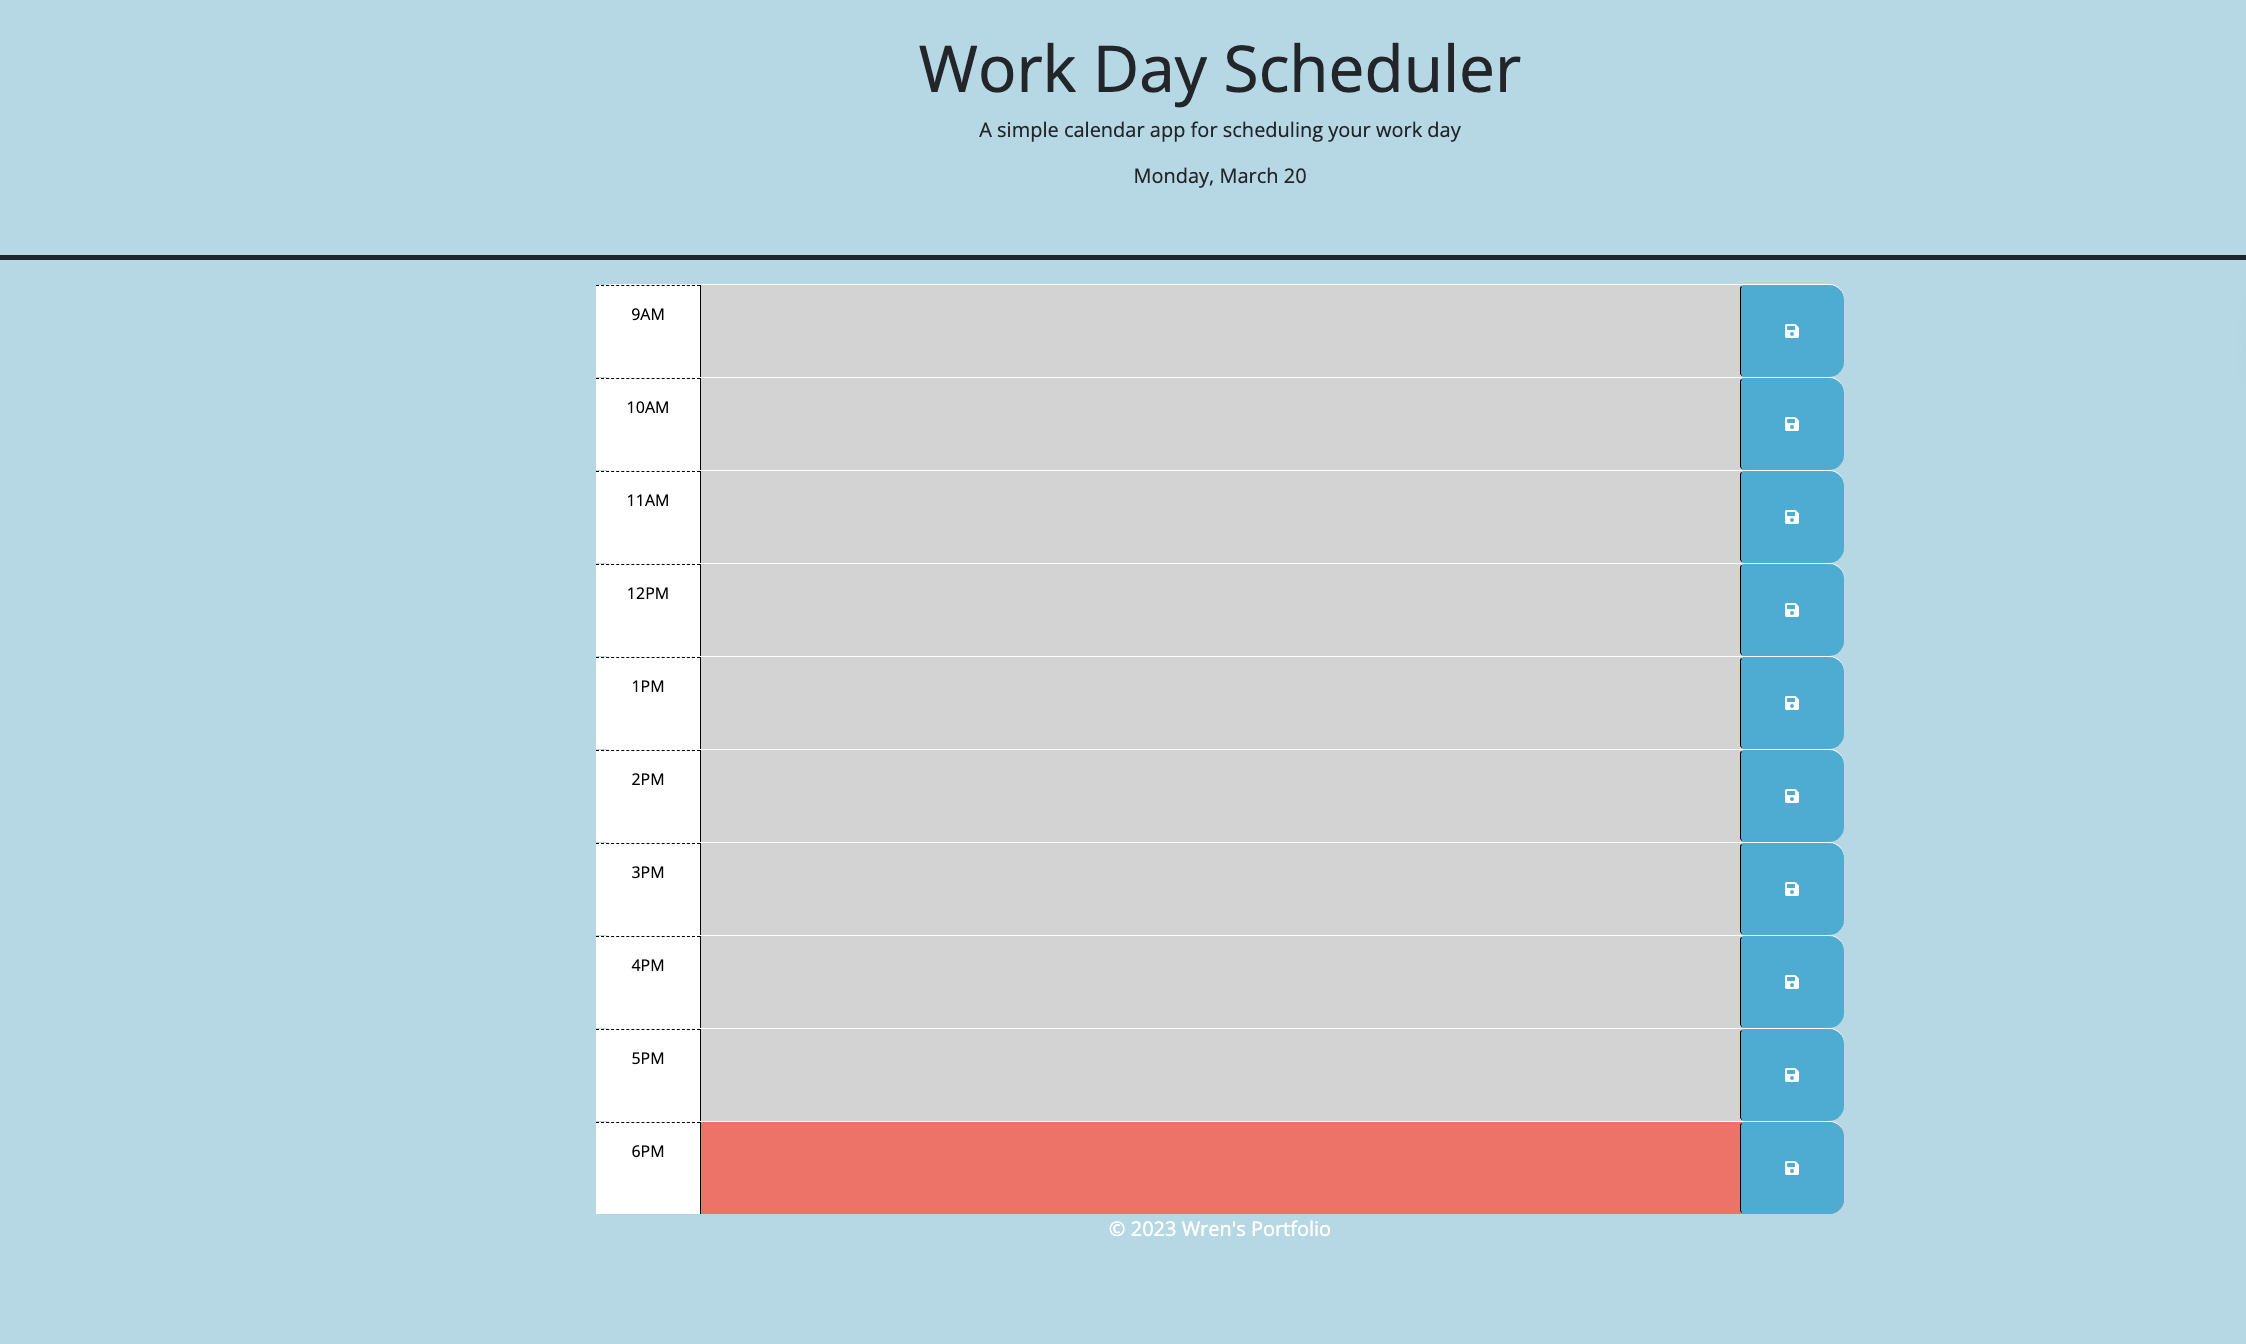 Work Day Scheduler
A simple calendar app for scheduling your work day
Monday, March 20
9AM
10AM
11AM
12PM
1PM
2PM
3PM
4PM
5PM
6PM
© 2023 Wren's Portfolio